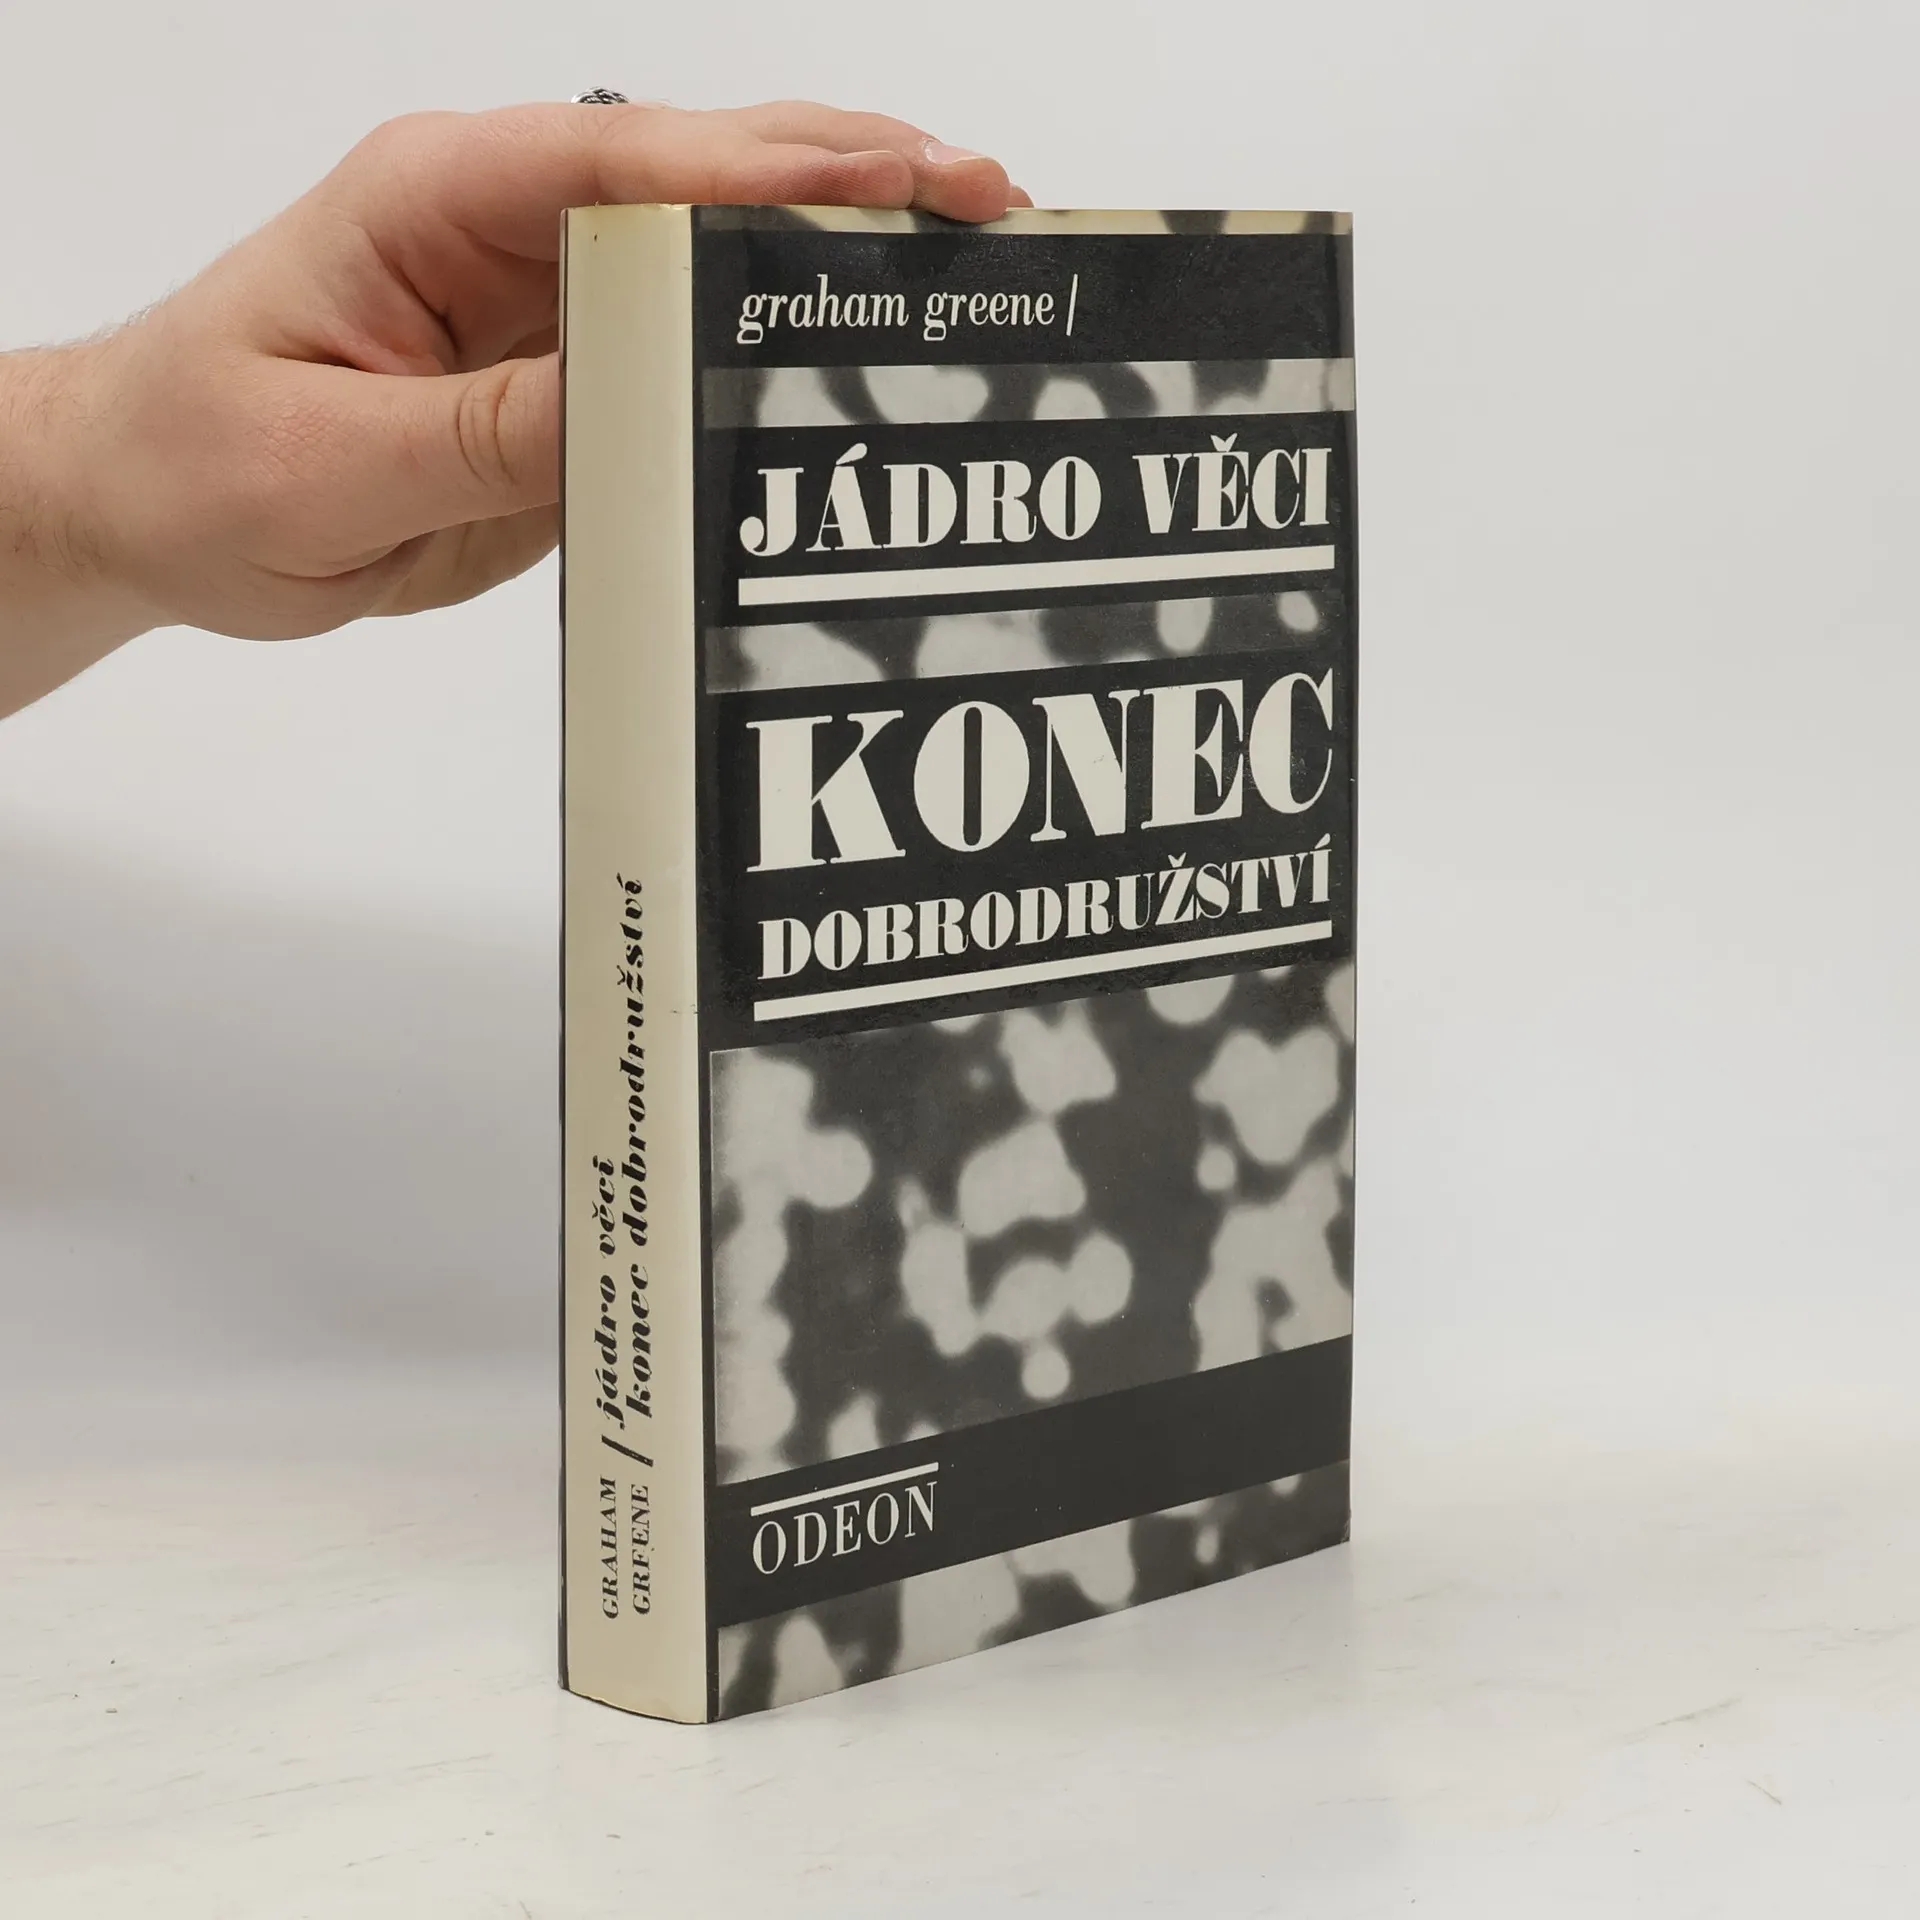 graham greene /
JÁDRO VĚCI
KONEC
DOBRODRUŽSTVÍ
ODEON
GRAHAM / jádro věci
GREENE / konec dobrodružství